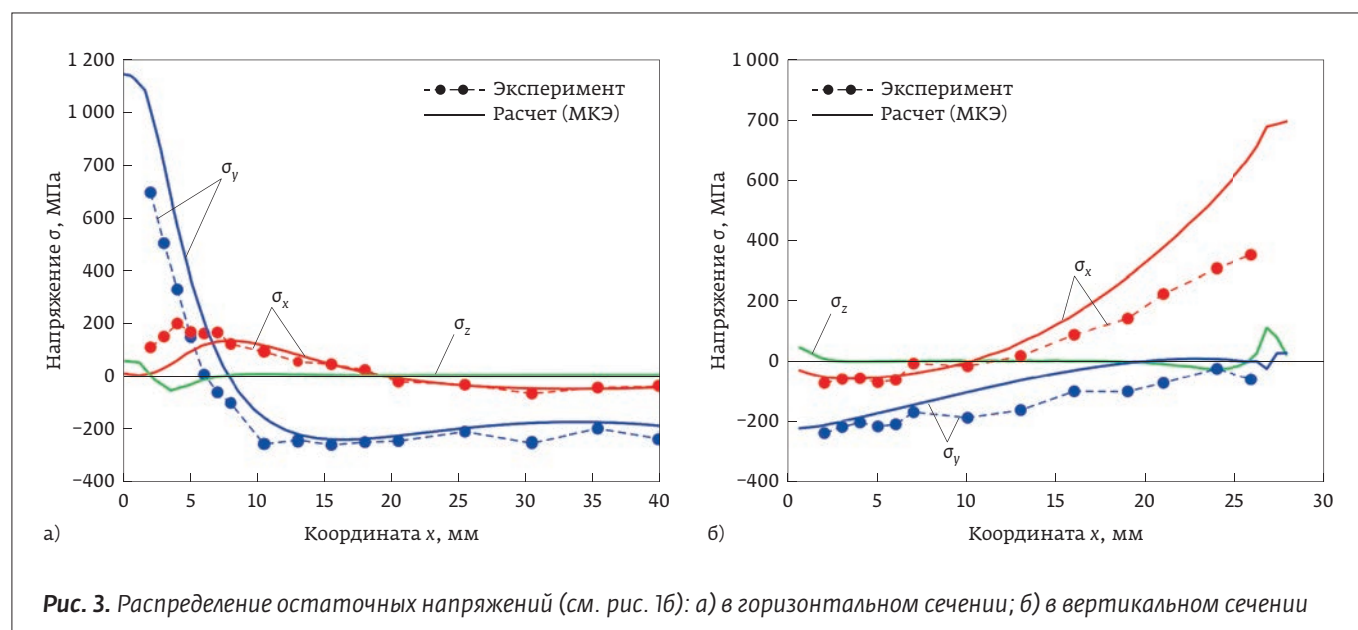 1 200
1 000
700
600
400
200
0
−200
−400
Напряжение σ, МПа
Эксперимент
Расчет (МКЭ)
σy
σx
σz
0 5 10 15 20 25 30 35 40
а) Координата x, мм
1 000
700
600
400
200
0
−200
−400
Напряжение σ, МПа
Эксперимент
Расчет (МКЭ)
σz
σx
σy
0 5 10 15 20 25 30
б) Координата x, мм
Рис. 3. Распределение остаточных напряжений (см. рис. 1б): а) в горизонтальном сечении; б) в вертикальном сечении